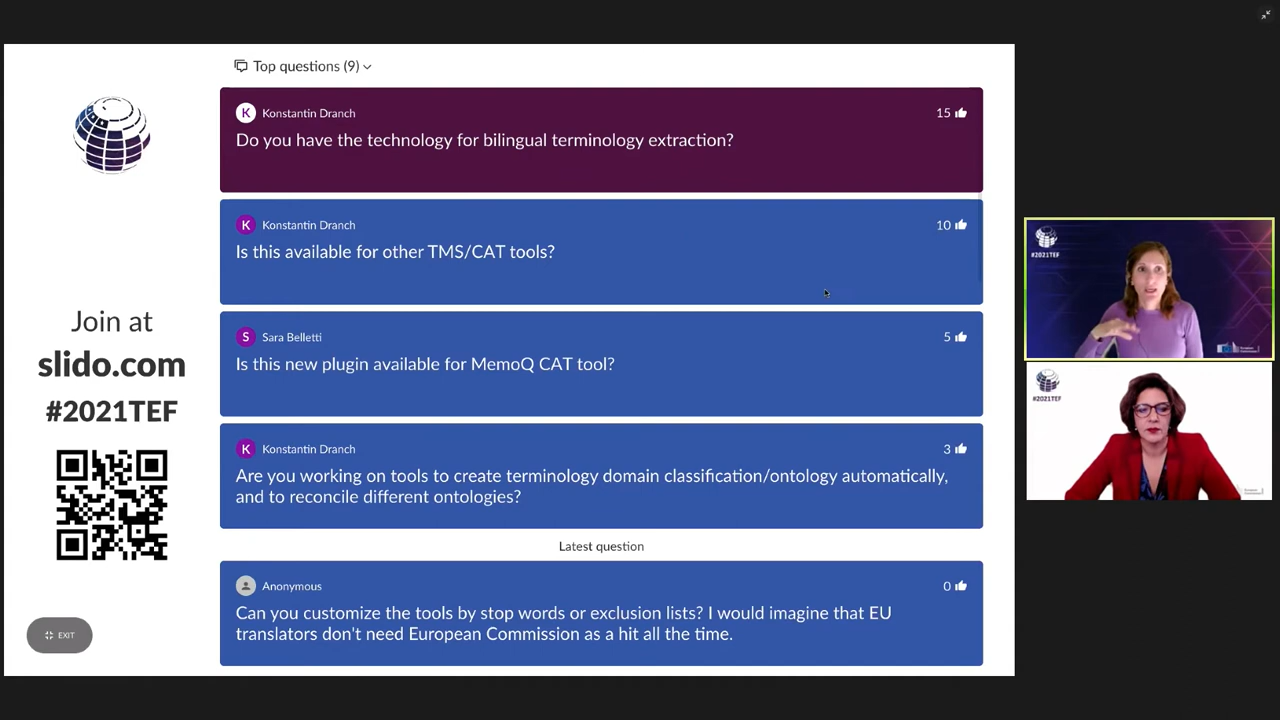 Top questions (9)
K Konstantin Dranch 15
Do you have the technology for bilingual terminology extraction?
K Konstantin Dranch 10
Is this available for other TMS/CAT tools?
S Sara Belletti 5
Is this new plugin available for MemoQ CAT tool?
K Konstantin Dranch 3
Are you working on tools to create terminology domain classification/ontology automatically,
and to reconcile different ontologies?
Latest question
Anonymous 0
Can you customize the tools by stop words or exclusion lists? I would imagine that EU
translators don't need European Commission as a hit all the time.
Join at
slido.com
#2021TEF
EXIT
#2021TEF
#2021TEF